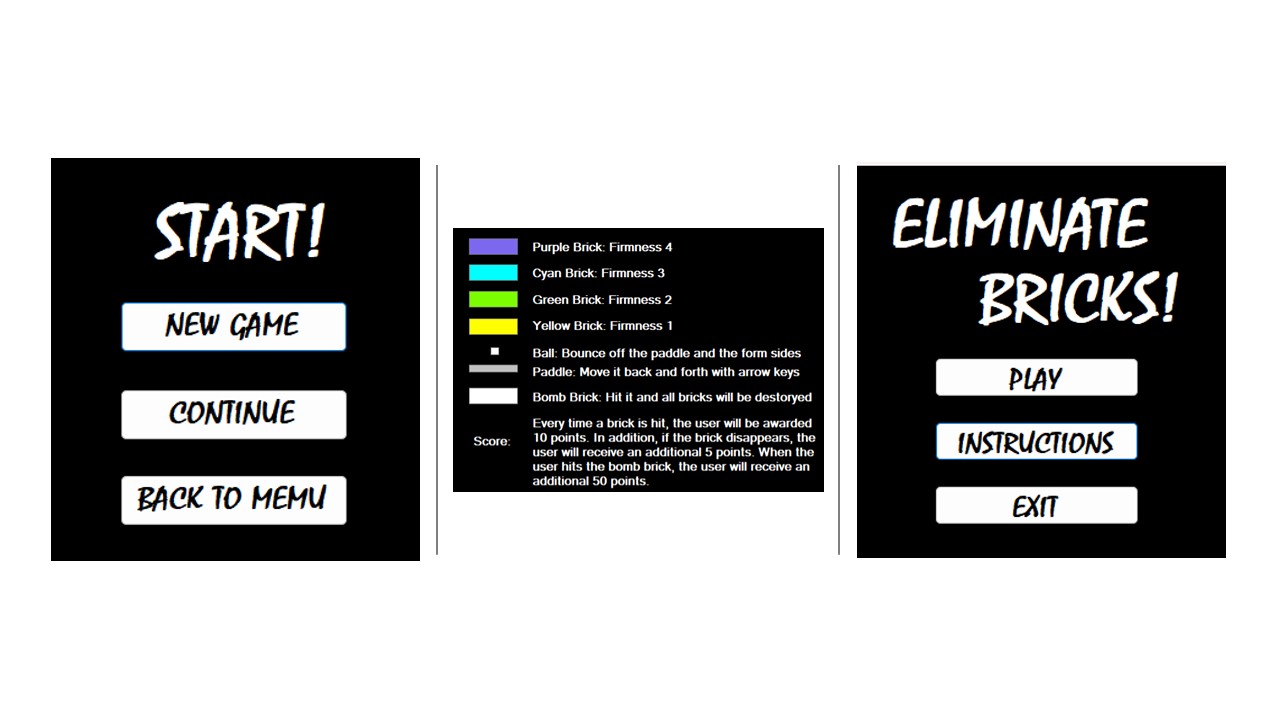 START!
NEW GAME
CONTINUE
BACK TO MEMU
Purple Brick: Firmness 4
Cyan Brick: Firmness 3
Green Brick: Firmness 2
Yellow Brick: Firmness 1
Ball: Bounce off the paddle and the form sides
Paddle: Move it back and forth with arrow keys
Bomb Brick: Hit it and all bricks will be destoryed
Score:
Every time a brick is hit, the user will be awarded
10 points. In addition, if the brick disappears, the
user will receive an additional 5 points. When the
user hits the bomb brick, the user will receive an
additional 50 points.
ELIMINATE
BRICKS!
PLAY
INSTRUCTIONS
EXIT